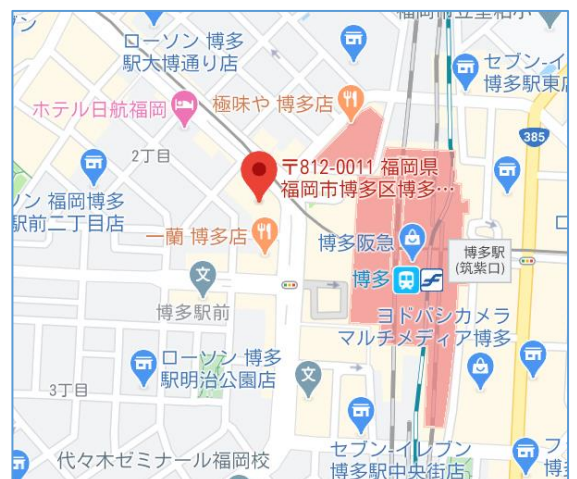 ローソン 博多
駅大博通り店
セブン-イ
博多駅東店
ホテル日航福岡
極味や 博多店
385
2丁目
〒812-0011 福岡県
福岡市博多区博多…
ソン 福岡博多
駅前二丁目店
一蘭 博多店
博多阪急
博多駅
(筑紫口)
博多
文
博多駅前
ヨドバシカメラ
マルチメディア博多
ローソン 博多
駅明治公園店
3丁目
文
代々木ゼミナール福岡校
セブン-イレブン
博多駅中央街店
フ
博